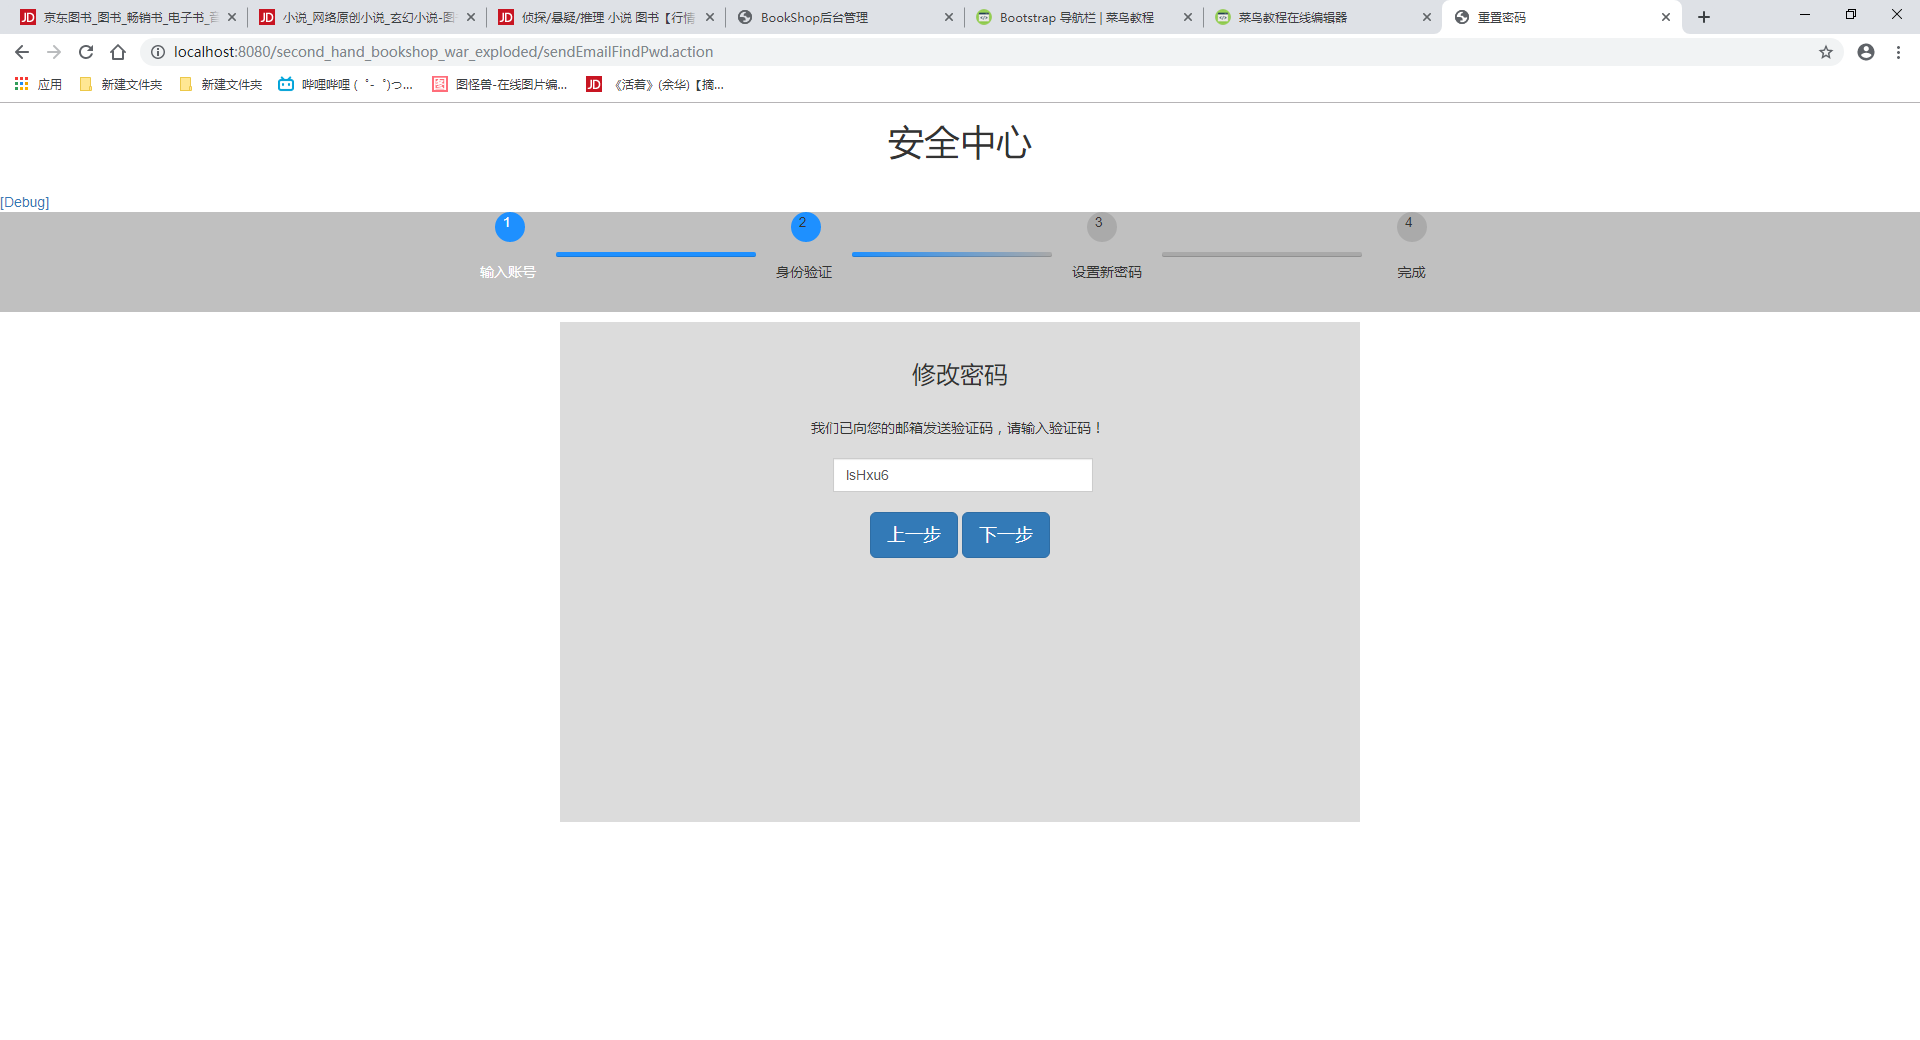 京东图书_图书_畅销书_电子书_音
小说_网络原创小说_玄幻小说-图书
侦探/悬疑/推理 小说 图书【行情
BookShop后台管理
Bootstrap 导航栏 | 菜鸟教程
菜鸟教程在线编辑器
重置密码
localhost:8080/second_hand_bookshop_war_exploded/sendEmailFindPwd.action
应用
新建文件夹
新建文件夹
哔哩哔哩 (゜-゜)つ...
图怪兽-在线图片编...
《活着》(余华)【摘...
安全中心
[Debug]
1 2 3 4
输入账号 身份验证 设置新密码 完成
修改密码
我们已向您的邮箱发送验证码，请输入验证码！
lsHxu6
上一步 下一步